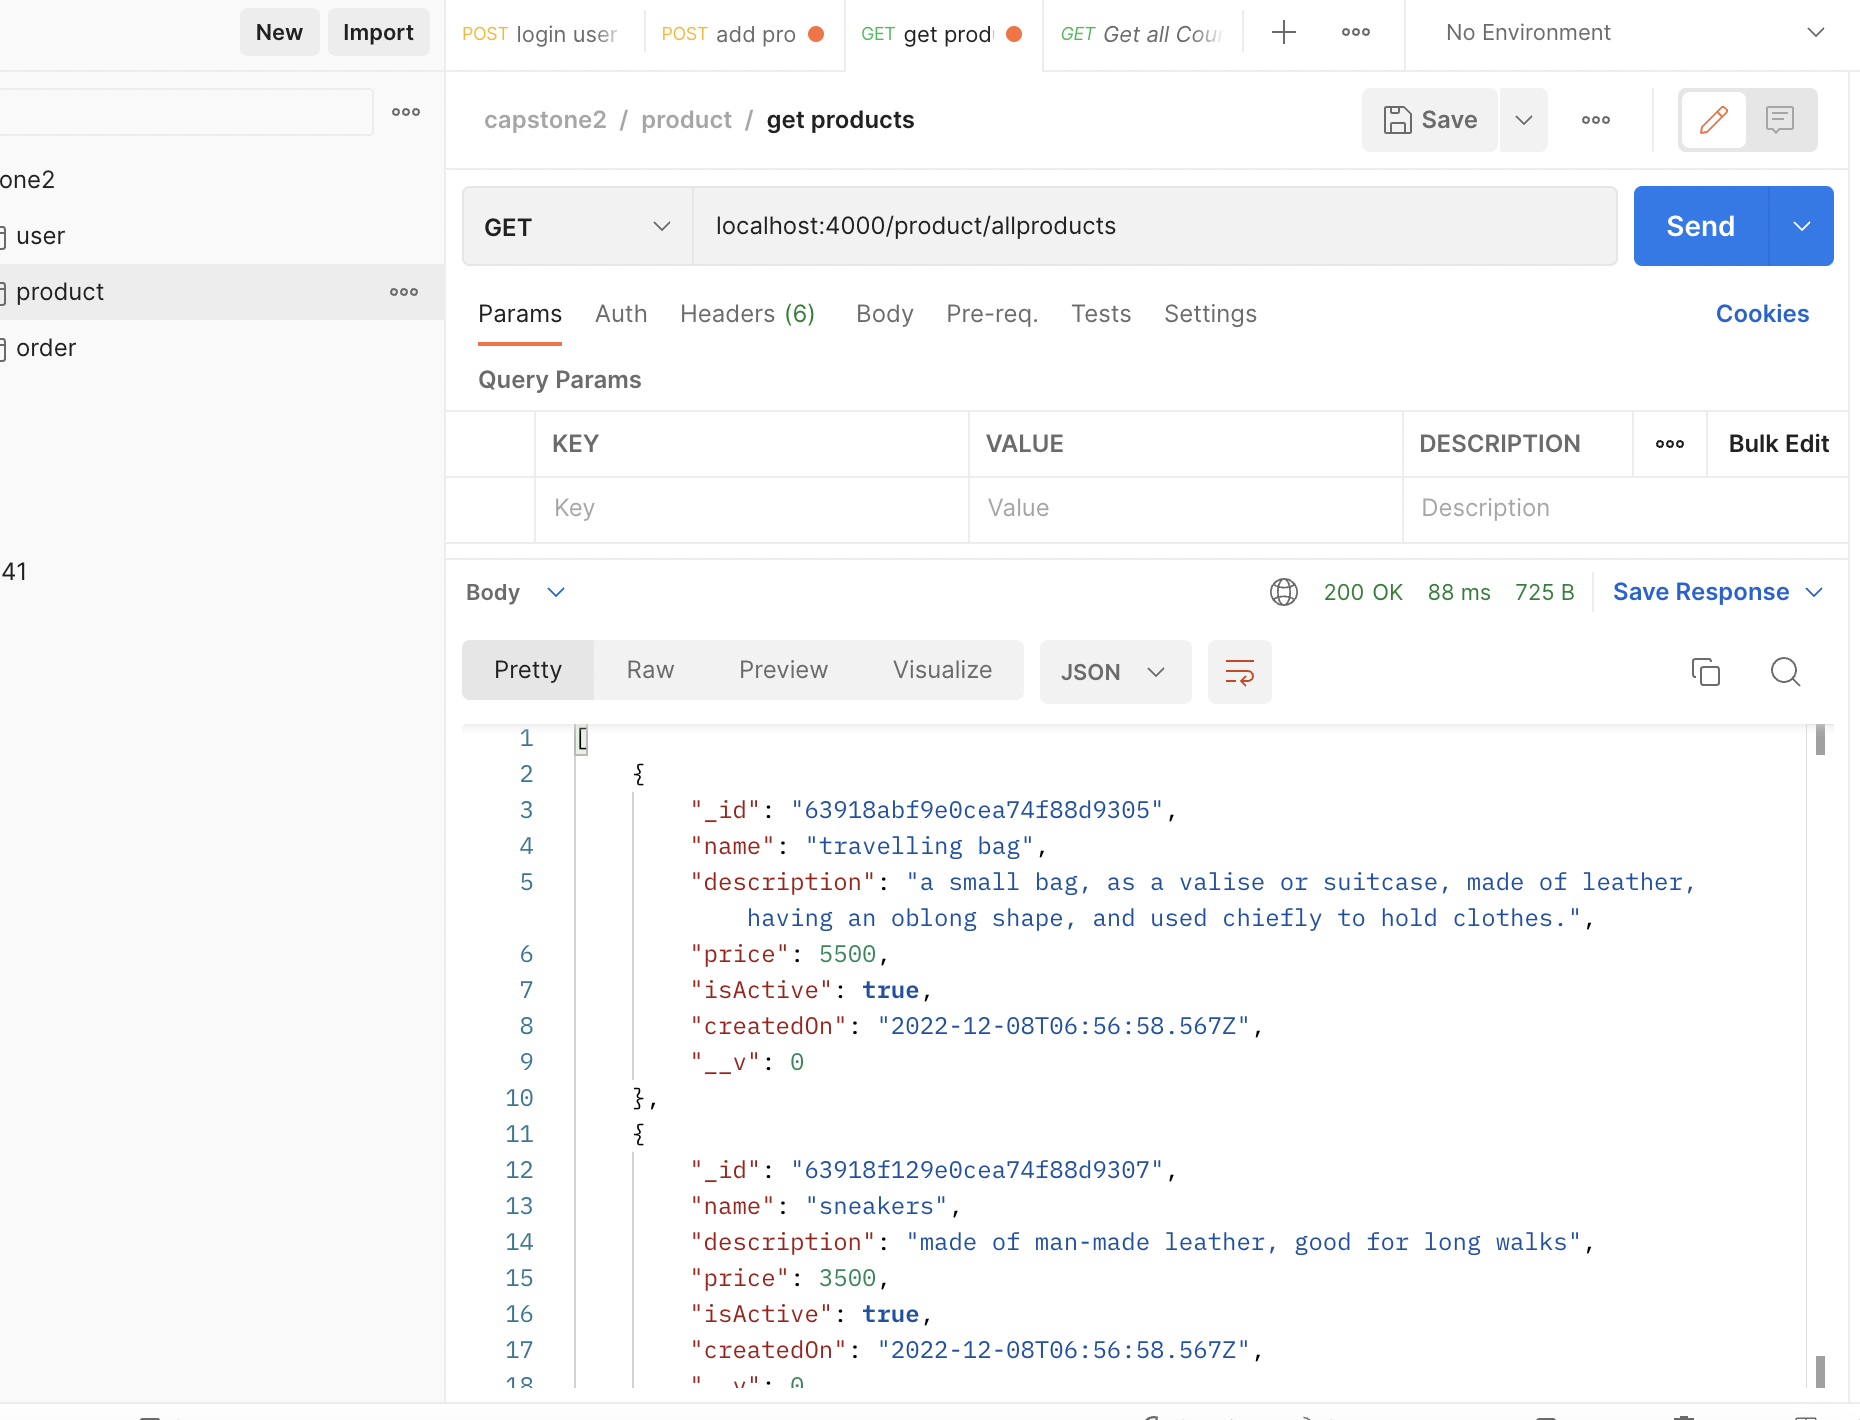 New Import
POST login user
POST add pro
GET get prod
GET Get all Cour
No Environment
capstone2 / product / get products
Save
one2
user
product
order
41
GET
localhost:4000/product/allproducts
Send
Params Auth Headers (6) Body Pre-req. Tests Settings
Cookies
Query Params
KEY VALUE DESCRIPTION Bulk Edit
Key Value Description
Body
200 OK 88 ms 725 B Save Response
Pretty Raw Preview Visualize JSON
1 [
2 {
3 "_id": "63918abf9e0cea74f88d9305",
4 "name": "travelling bag",
5 "description": "a small bag, as a valise or suitcase, made of leather,
having an oblong shape, and used chiefly to hold clothes.",
6 "price": 5500,
7 "isActive": true,
8 "createdOn": "2022-12-08T06:56:58.567Z",
9 "__v": 0
10 },
11 {
12 "_id": "63918f129e0cea74f88d9307",
13 "name": "sneakers",
14 "description": "made of man-made leather, good for long walks",
15 "price": 3500,
16 "isActive": true,
17 "createdOn": "2022-12-08T06:56:58.567Z",
18 "__v": 0